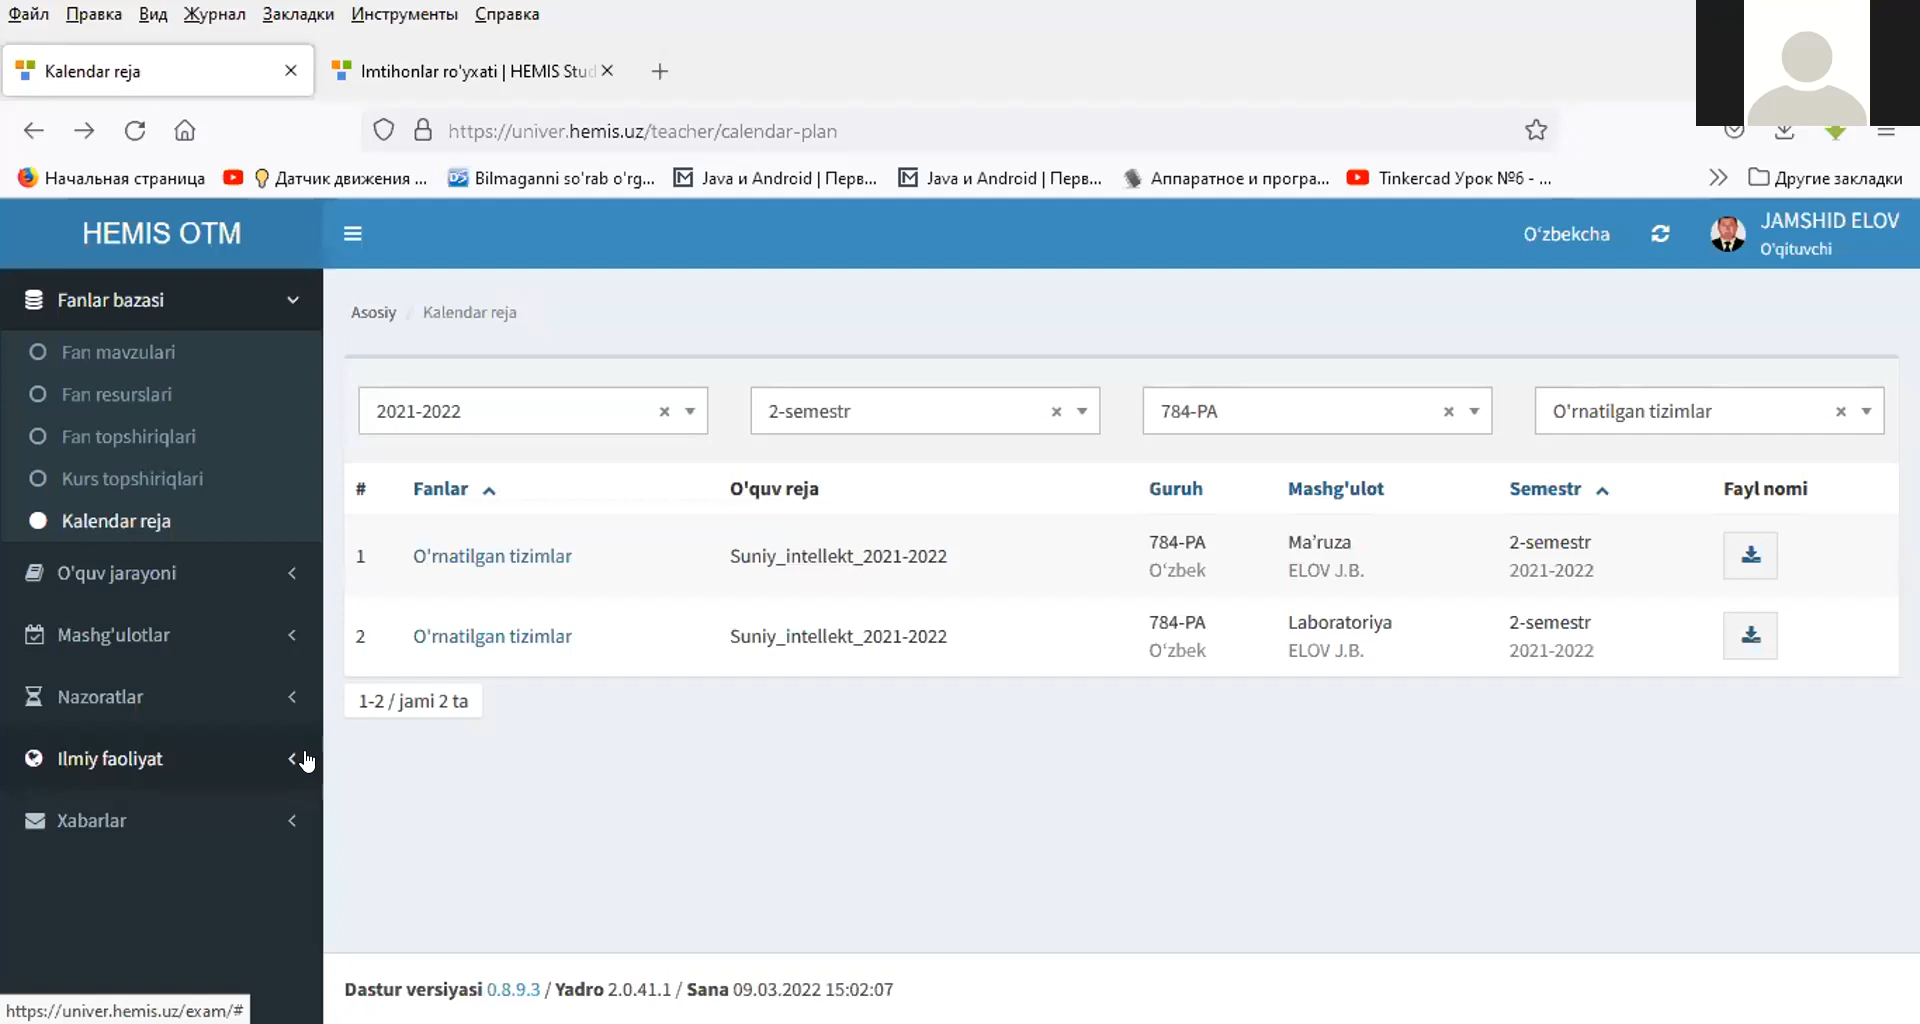 Файл Правка Вид Журнал Закладки Инструменты Справка
Kalendar reja
Imtihonlar ro'yxati | HEMIS Stud
https://univer.hemis.uz/teacher/calendar-plan
Начальная страница
Датчик движения ...
Bilmaganni so'rab o'rg...
Java и Android | Перв...
Java и Android | Перв...
Аппаратное и програ...
Tinkercad Урок №6 - ...
Другие закладки
HEMIS OTM
Oʻzbekcha
JAMSHID ELOV
O'qituvchi
Fanlar bazasi
Fan mavzulari
Fan resurslari
Fan topshiriqlari
Kurs topshiriqlari
Kalendar reja
O'quv jarayoni
Mashg'ulotlar
Nazoratlar
Ilmiy faoliyat
Xabarlar
Asosiy / Kalendar reja
2021-2022
2-semestr
784-PA
O'rnatilgan tizimlar
# Fanlar O'quv reja Guruh Mashg'ulot Semestr Fayl nomi
1 O'rnatilgan tizimlar Suniy_intellekt_2021-2022 784-PA Ma’ruza 2-semestr
Oʻzbek ELOV J.B. 2021-2022
2 O'rnatilgan tizimlar Suniy_intellekt_2021-2022 784-PA Laboratoriya 2-semestr
Oʻzbek ELOV J.B. 2021-2022
1-2 / jami 2 ta
Dastur versiyasi 0.8.9.3 / Yadro 2.0.41.1 / Sana 09.03.2022 15:02:07
https://univer.hemis.uz/exam/#